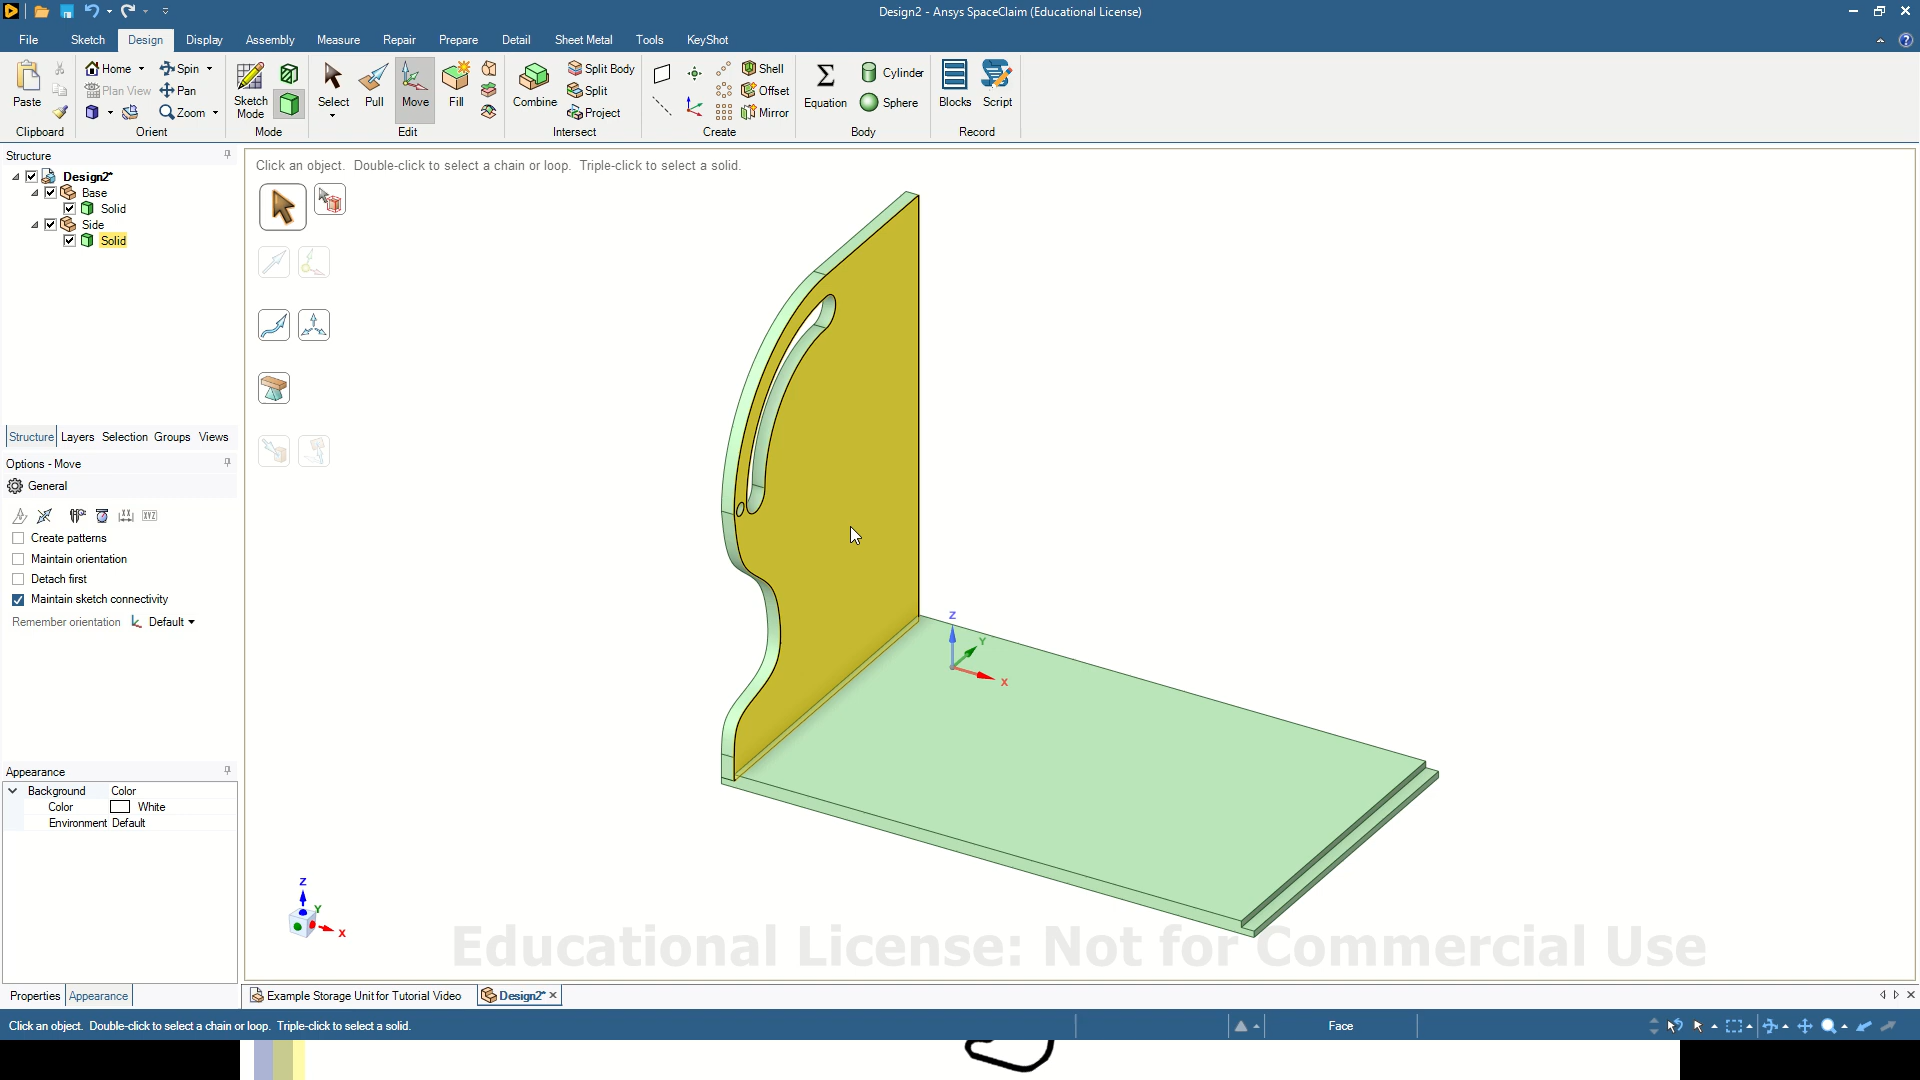 Design2 - Ansys SpaceClaim (Educational License)
File Sketch Design Display Assembly Measure Repair Prepare Detail Sheet Metal Tools KeyShot
Paste
Clipboard
Home Spin
Plan View Pan
Zoom
Orient
Sketch
Mode
Mode
Select Pull Move Fill
Edit
Combine Split Body
Split
Project
Intersect
Shell
Offset
Mirror
Create
Equation Cylinder
Sphere
Body
Blocks Script
Record
Structure
Design2*
Base
Solid
Side
Solid
Structure Layers Selection Groups Views
Options - Move
General
XYZ
Create patterns
Maintain orientation
Detach first
Maintain sketch connectivity
Remember orientation Default
Appearance
Background Color
Color White
Environment Default
Properties Appearance
Click an object. Double-click to select a chain or loop. Triple-click to select a solid.
Z
Y
X
Z
Y
X
Educational License: Not for Commercial Use
Example Storage Unit for Tutorial Video Design2*
Click an object. Double-click to select a chain or loop. Triple-click to select a solid.
Face